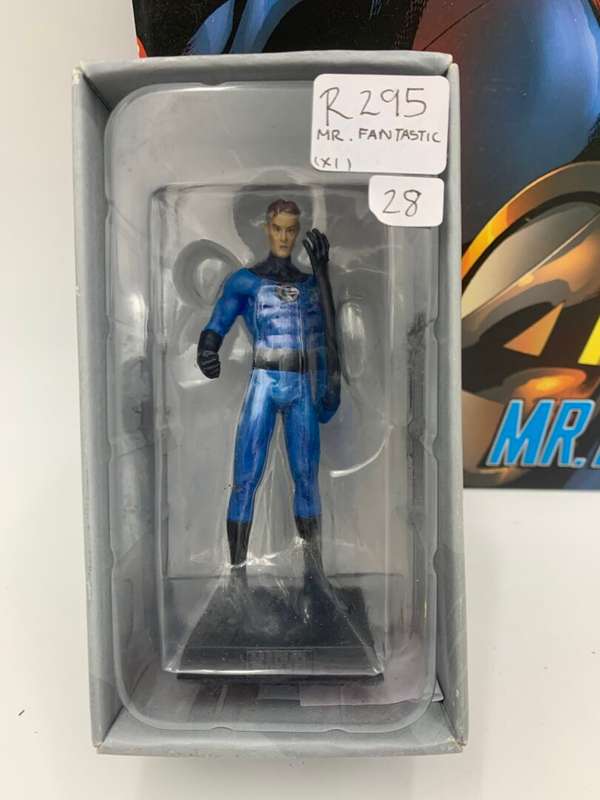 R295
MR. FANTASTIC
(X1)
28
MR.